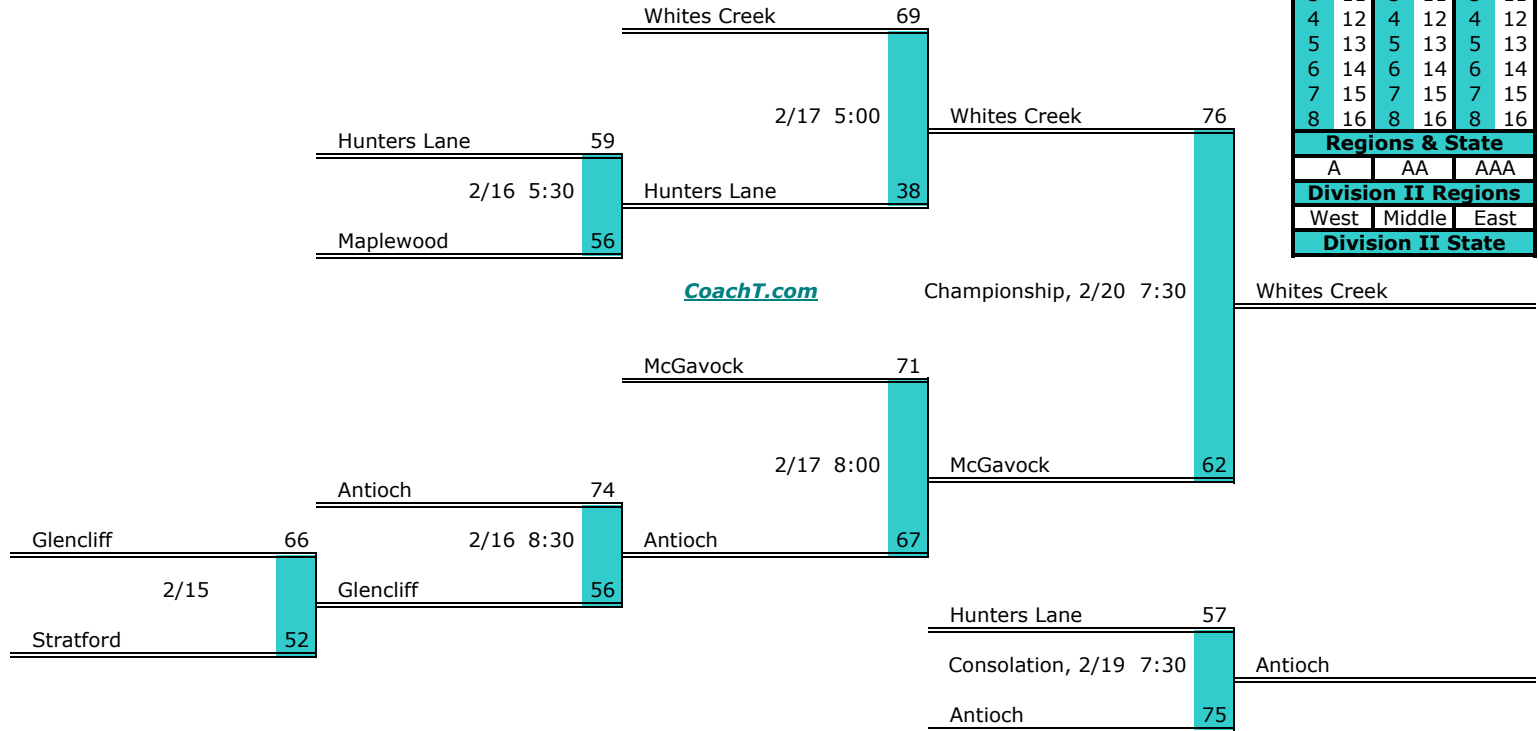 Whites Creek 69
4 12 4 12 4 12
5 13 5 13 5 13
6 14 6 14 6 14
7 15 7 15 7 15
2/17 5:00 Whites Creek 76
8 16 8 16 8 16
Hunters Lane 59
Regions & State
A AA AAA
2/16 5:30 Hunters Lane 38
Division II Regions
West Middle East
Maplewood 56
Division II State
CoachT.com Championship, 2/20 7:30 Whites Creek
McGavock 71
2/17 8:00 McGavock 62
Antioch 74
Glencliff 66 2/16 8:30 Antioch 67
2/15 Glencliff 56
Hunters Lane 57
Stratford 52
Consolation, 2/19 7:30 Antioch
Antioch 75